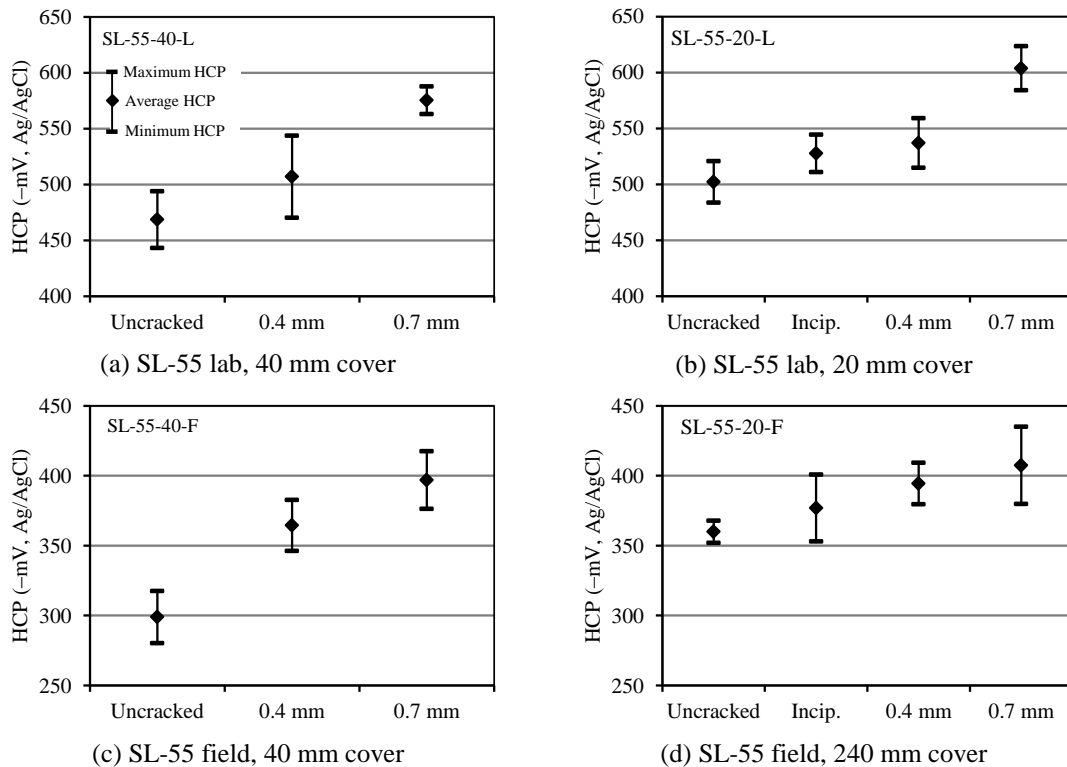 SL-55-40-L
Maximum HCP
Average HCP
Minimum HCP
HCP (−mV, Ag/AgCl)
650
600
550
500
450
400
Uncracked 0.4 mm 0.7 mm
(a) SL-55 lab, 40 mm cover
SL-55-20-L
HCP (−mV, Ag/AgCl)
650
600
550
500
450
400
Uncracked Incip. 0.4 mm 0.7 mm
(b) SL-55 lab, 20 mm cover
SL-55-40-F
HCP (−mV, Ag/AgCl)
450
400
350
300
250
Uncracked 0.4 mm 0.7 mm
(c) SL-55 field, 40 mm cover
SL-55-20-F
HCP (−mV, Ag/AgCl)
450
400
350
300
250
Uncracked Incip. 0.4 mm 0.7 mm
(d) SL-55 field, 240 mm cover